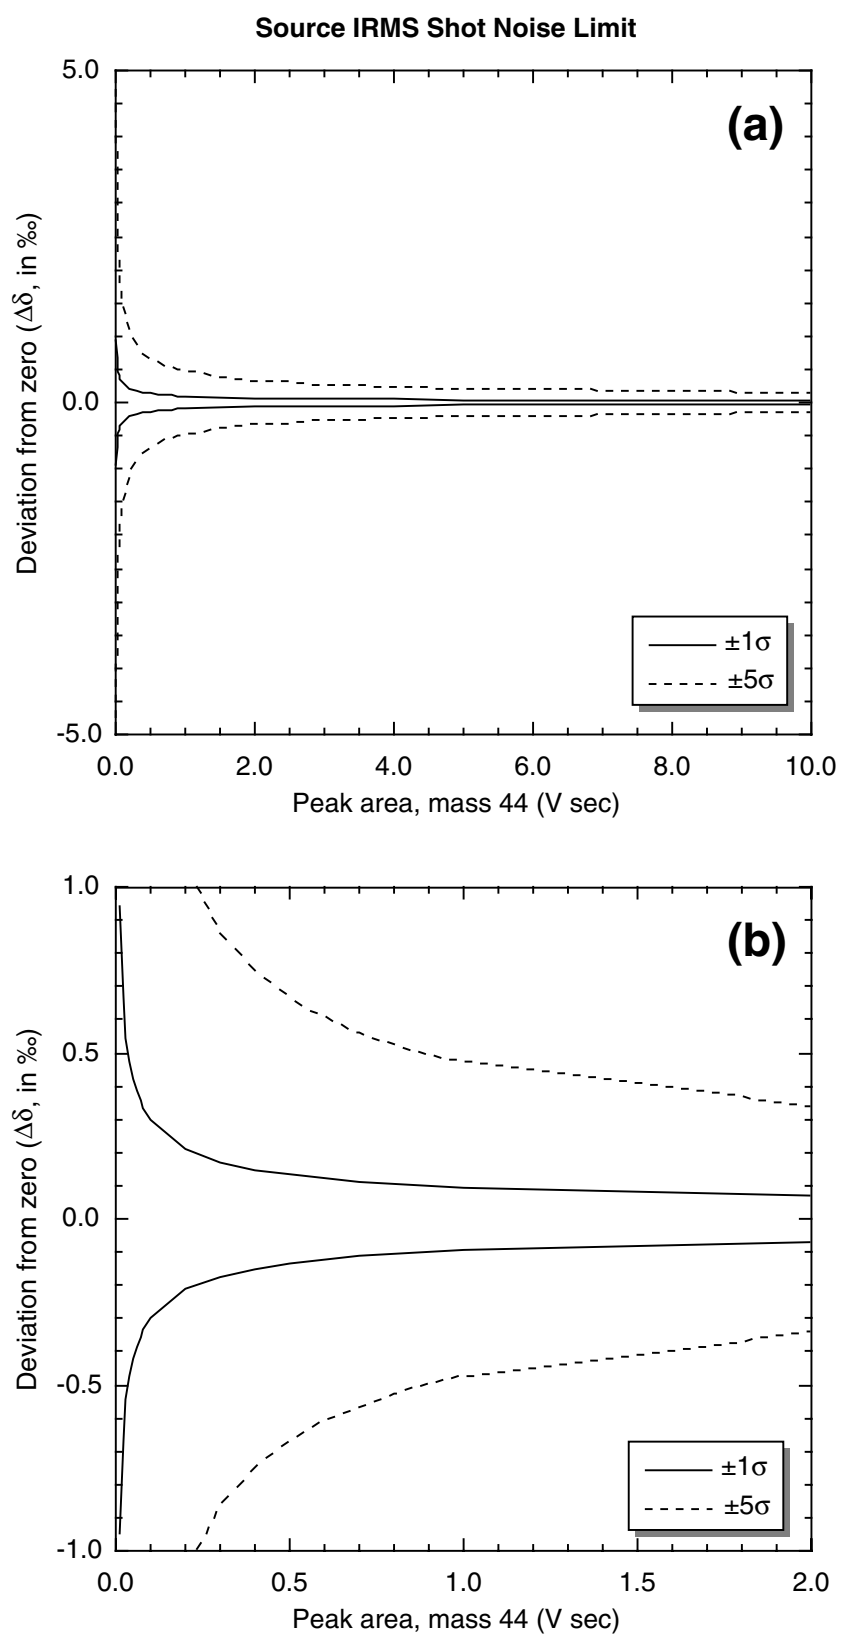 Source IRMS Shot Noise Limit
5.0
(a)
Deviation from zero (Δδ, in ‰)
0.0
±1σ
±5σ
-5.0
0.0 2.0 4.0 6.0 8.0 10.0
Peak area, mass 44 (V sec)
1.0
(b)
0.5
Deviation from zero (Δδ, in ‰)
0.0
-0.5
±1σ
±5σ
-1.0
0.0 0.5 1.0 1.5 2.0
Peak area, mass 44 (V sec)